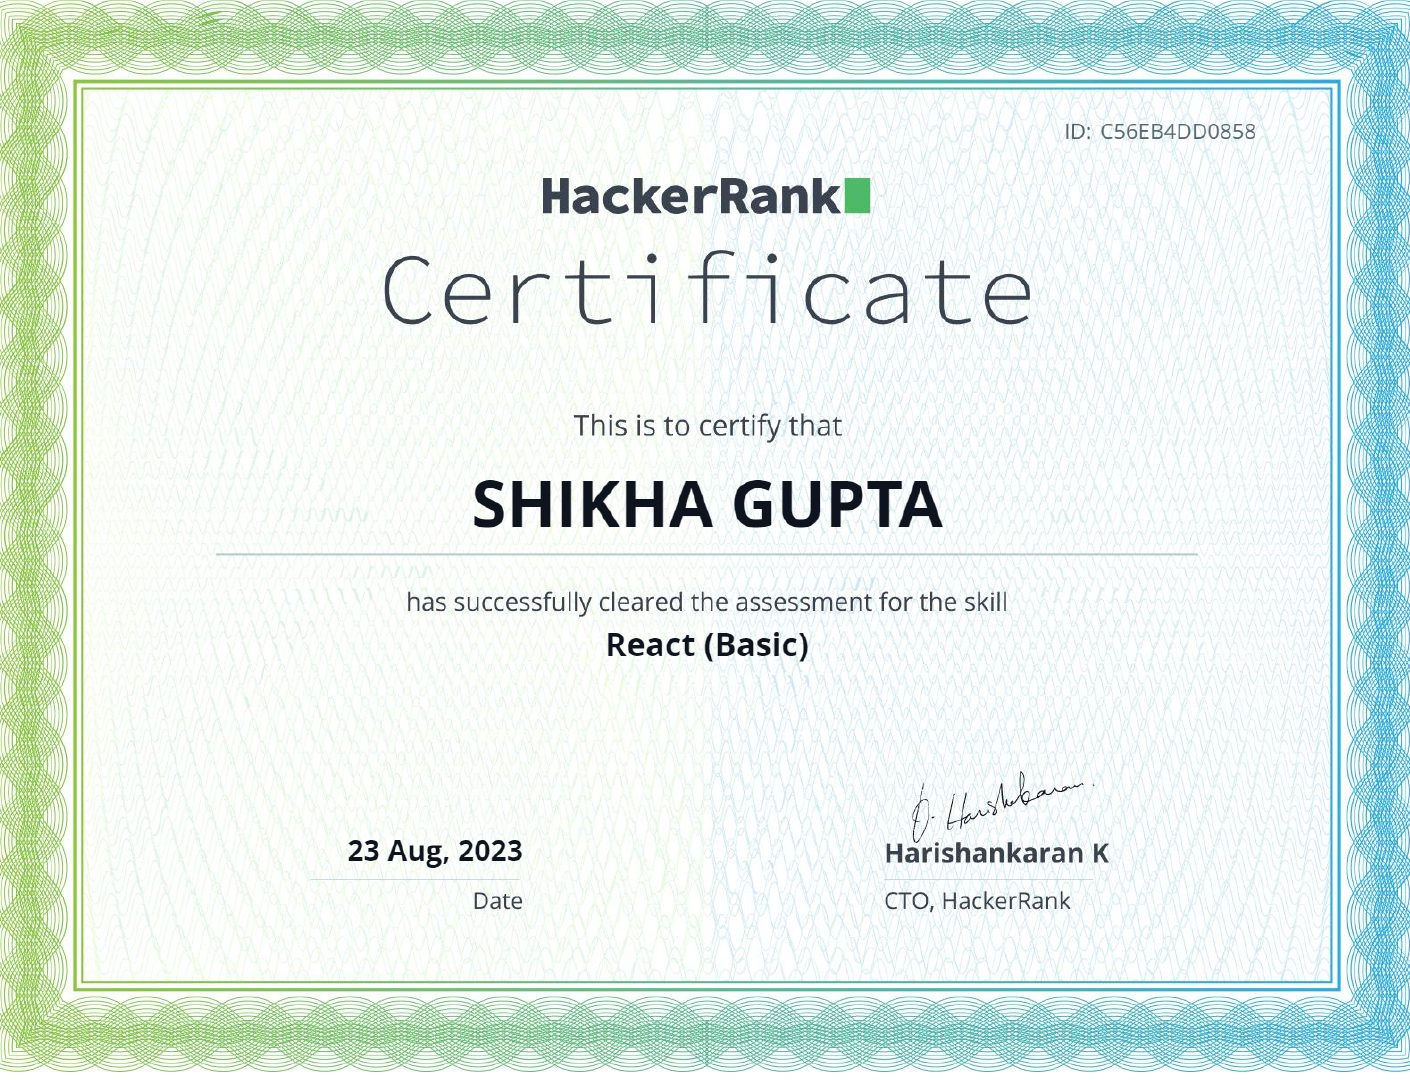 ID: C56EB4DD0858
HackerRank
Certificate
This is to certify that
SHIKHA GUPTA
has successfully cleared the assessment for the skill
React (Basic)
23 Aug, 2023
Date
Harishankaran K
CTO, HackerRank